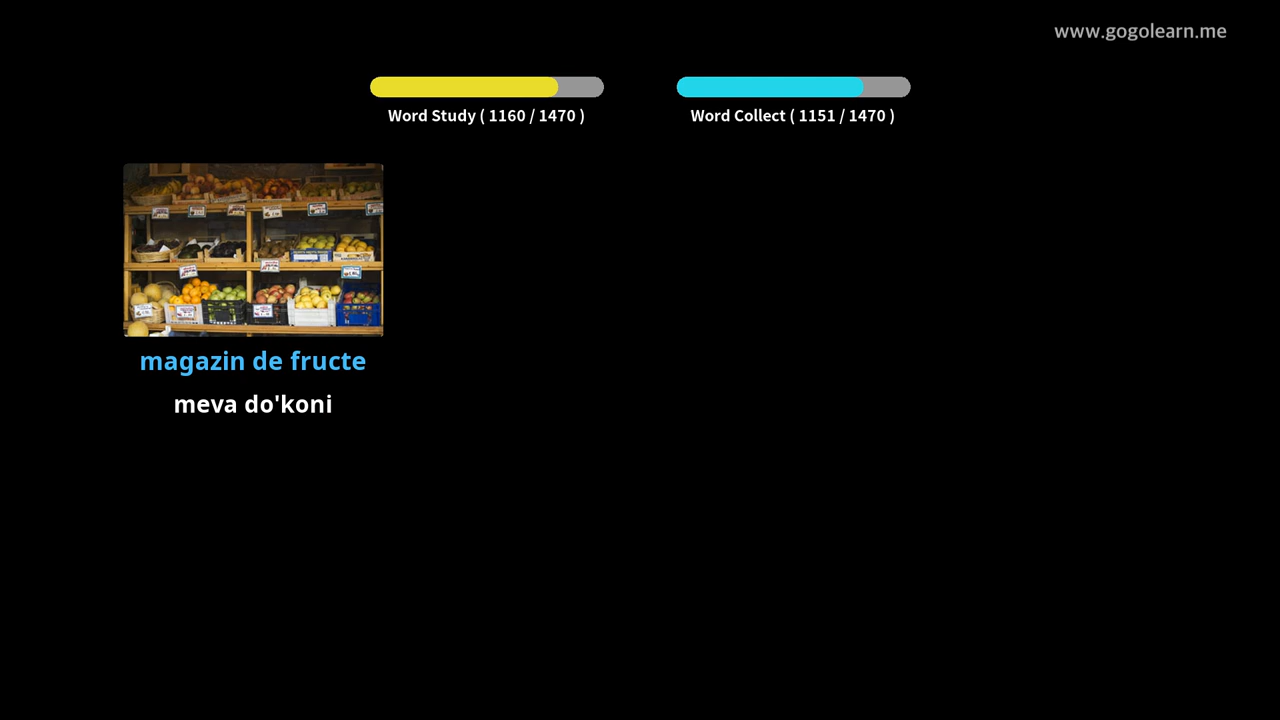 www.gogolearn.me
Word Study ( 1160 / 1470 )
Word Collect ( 1151 / 1470 )
magazin de fructe
meva do'koni